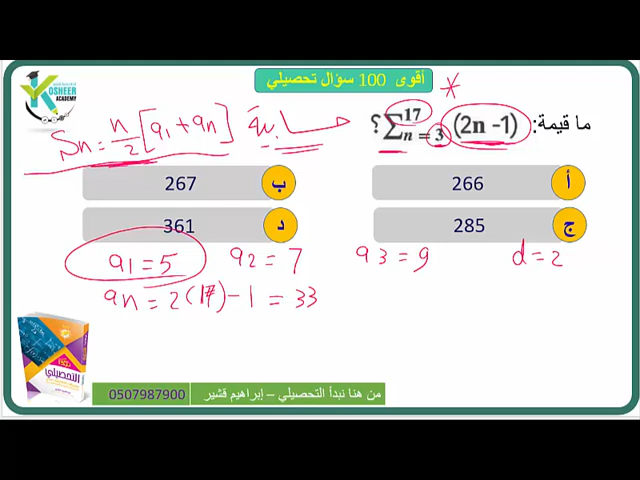 أقوى 100 سؤال تحصيلي
KOSHEER
ACADEMY
ما قيمة: ∑ 17 n = 3 (2n -1) ؟
Sn = n/2 [a1 + an] حسابية
أ 266
ب 267
ج 285
د 361
a1 = 5 a2 = 7 a3 = 9 d = 2
an = 2(17) - 1 = 33
التحصيلي
من هنا نبدأ التحصيلي – إبراهيم قشير 0507987900